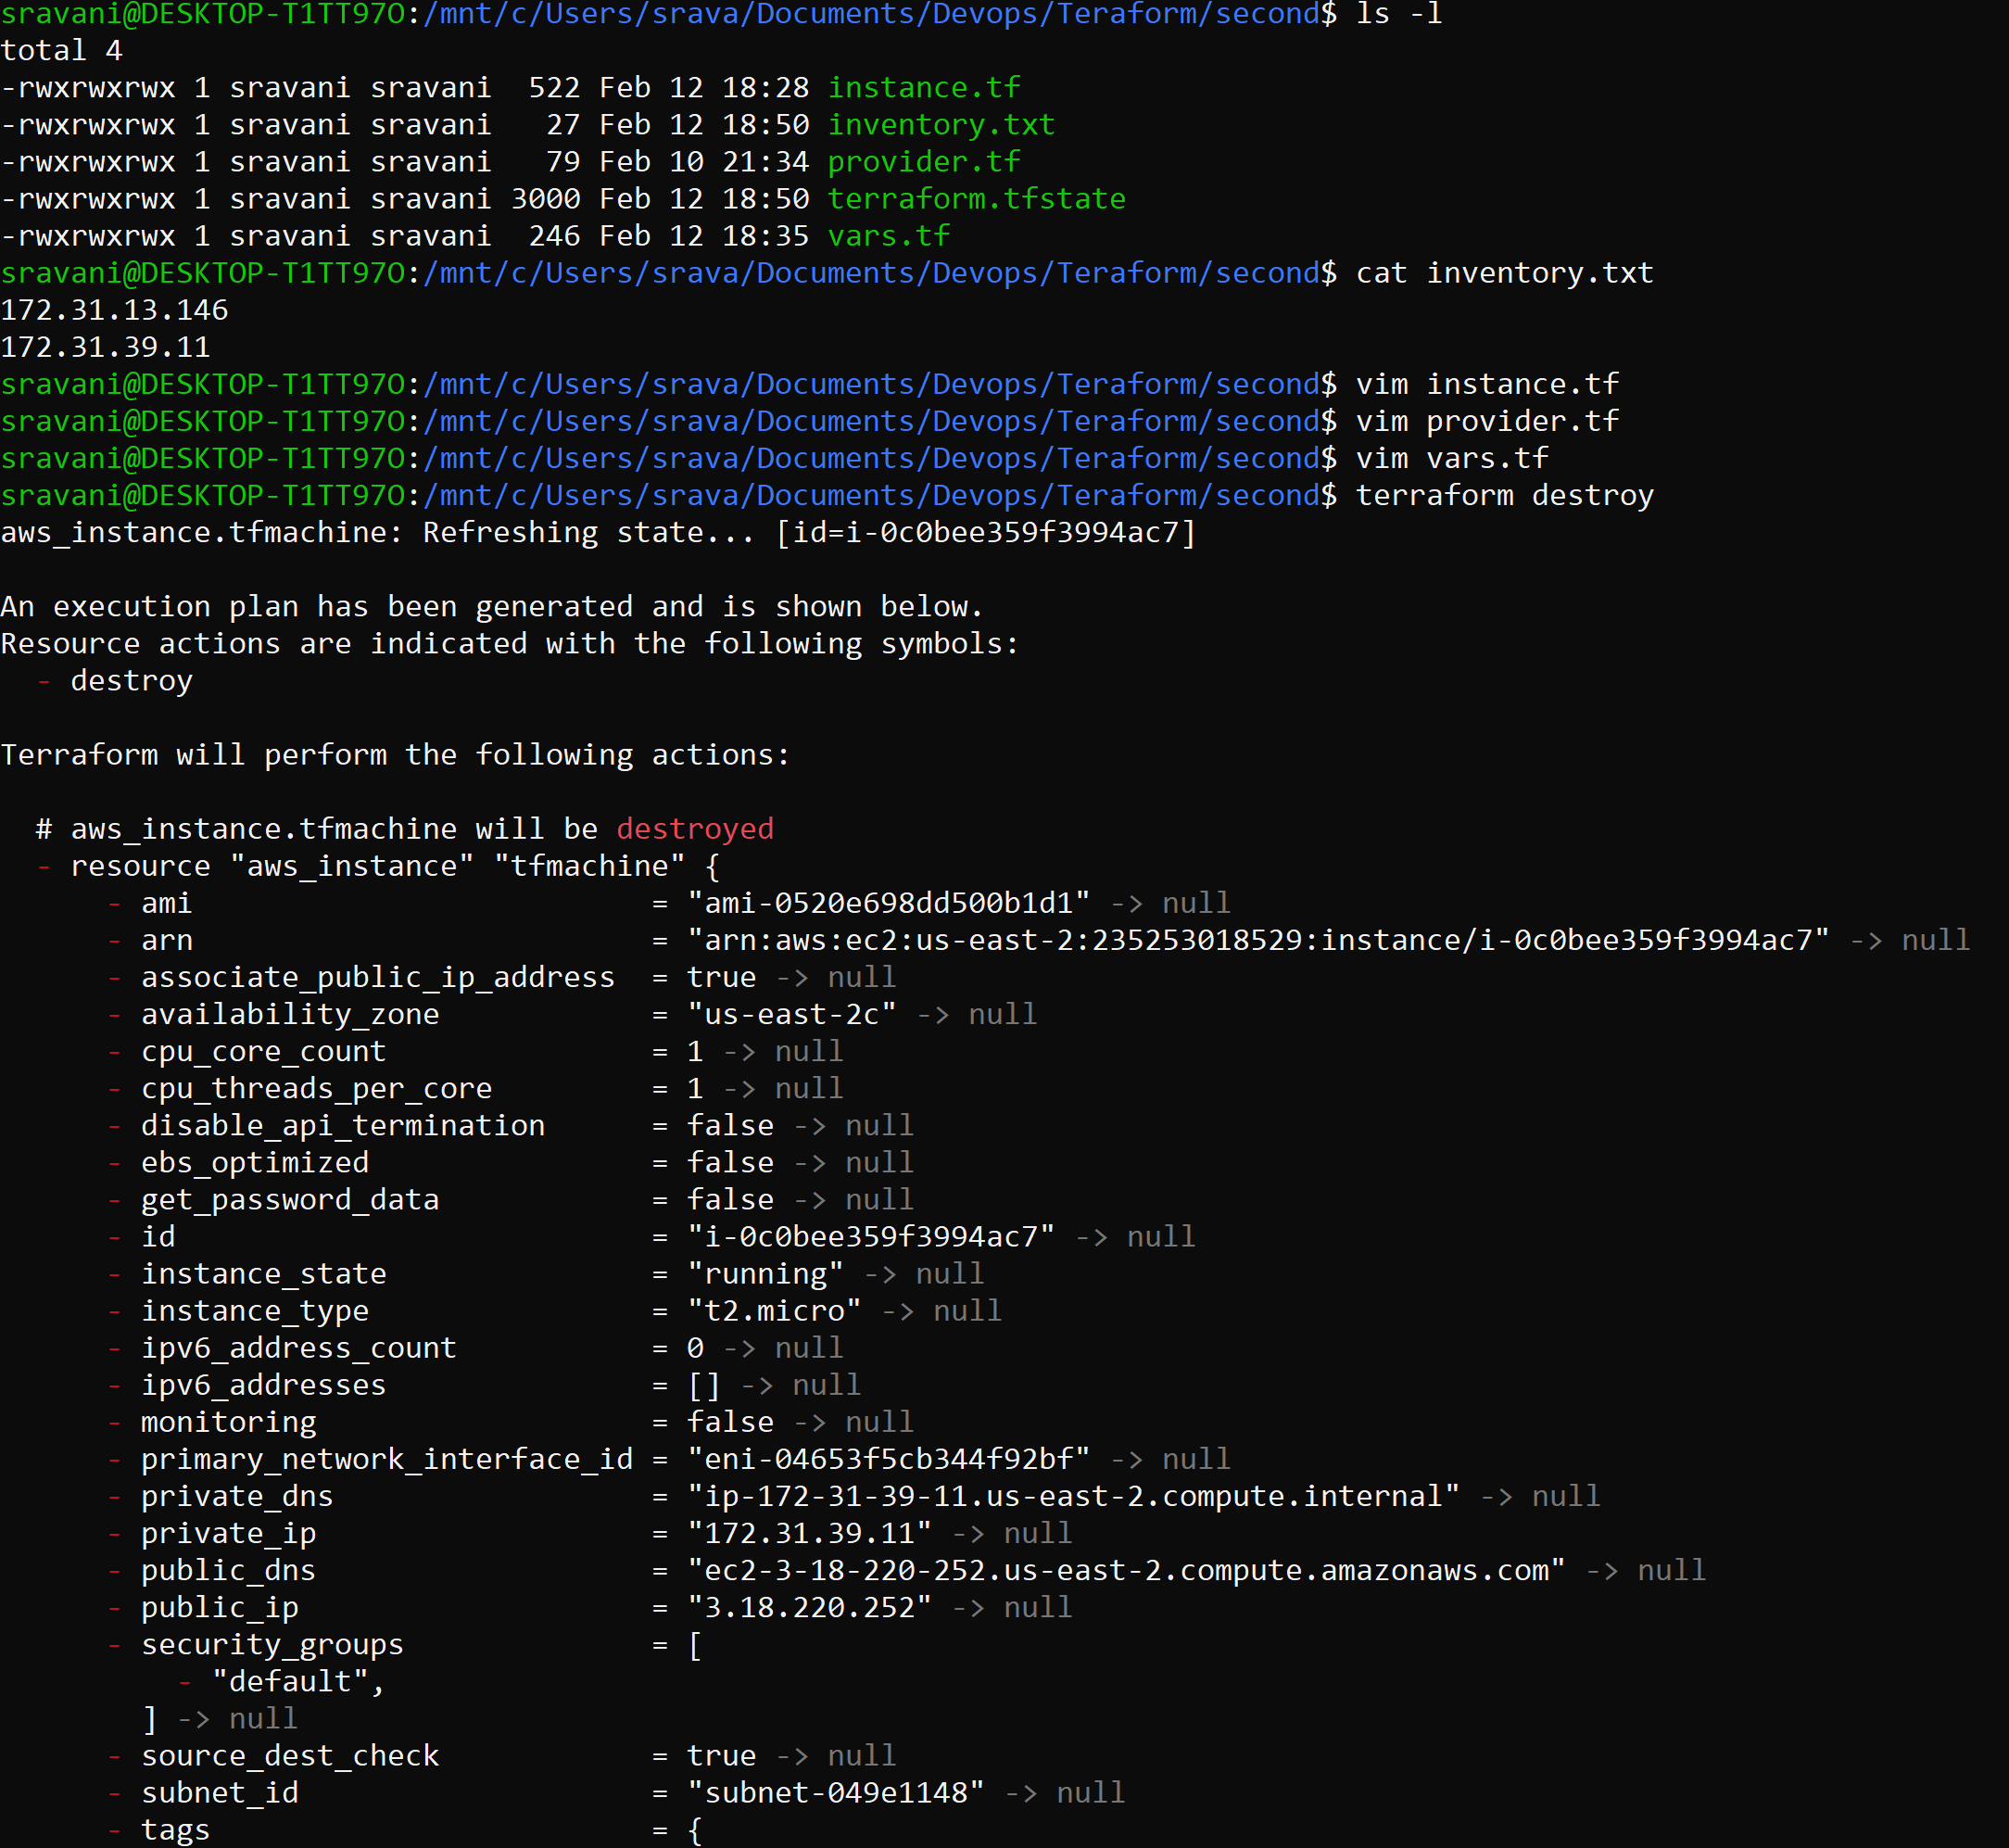 sravani@DESKTOP-T1TT97O:/mnt/c/Users/srava/Documents/Devops/Teraform/second$ ls -l
total 4
-rwxrwxrwx 1 sravani sravani  522 Feb 12 18:28 instance.tf
-rwxrwxrwx 1 sravani sravani   27 Feb 12 18:50 inventory.txt
-rwxrwxrwx 1 sravani sravani   79 Feb 10 21:34 provider.tf
-rwxrwxrwx 1 sravani sravani 3000 Feb 12 18:50 terraform.tfstate
-rwxrwxrwx 1 sravani sravani  246 Feb 12 18:35 vars.tf
sravani@DESKTOP-T1TT97O:/mnt/c/Users/srava/Documents/Devops/Teraform/second$ cat inventory.txt
172.31.13.146
172.31.39.11
sravani@DESKTOP-T1TT97O:/mnt/c/Users/srava/Documents/Devops/Teraform/second$ vim instance.tf
sravani@DESKTOP-T1TT97O:/mnt/c/Users/srava/Documents/Devops/Teraform/second$ vim provider.tf
sravani@DESKTOP-T1TT97O:/mnt/c/Users/srava/Documents/Devops/Teraform/second$ vim vars.tf
sravani@DESKTOP-T1TT97O:/mnt/c/Users/srava/Documents/Devops/Teraform/second$ terraform destroy
aws_instance.tfmachine: Refreshing state... [id=i-0c0bee359f3994ac7]

An execution plan has been generated and is shown below.
Resource actions are indicated with the following symbols:
  - destroy

Terraform will perform the following actions:

  # aws_instance.tfmachine will be destroyed
  - resource "aws_instance" "tfmachine" {
      - ami                          = "ami-0520e698dd500b1d1" -> null
      - arn                          = "arn:aws:ec2:us-east-2:235253018529:instance/i-0c0bee359f3994ac7" -> null
      - associate_public_ip_address  = true -> null
      - availability_zone            = "us-east-2c" -> null
      - cpu_core_count               = 1 -> null
      - cpu_threads_per_core         = 1 -> null
      - disable_api_termination      = false -> null
      - ebs_optimized                = false -> null
      - get_password_data            = false -> null
      - id                           = "i-0c0bee359f3994ac7" -> null
      - instance_state               = "running" -> null
      - instance_type                = "t2.micro" -> null
      - ipv6_address_count           = 0 -> null
      - ipv6_addresses               = [] -> null
      - monitoring                   = false -> null
      - primary_network_interface_id = "eni-04653f5cb344f92bf" -> null
      - private_dns                  = "ip-172-31-39-11.us-east-2.compute.internal" -> null
      - private_ip                   = "172.31.39.11" -> null
      - public_dns                   = "ec2-3-18-220-252.us-east-2.compute.amazonaws.com" -> null
      - public_ip                    = "3.18.220.252" -> null
      - security_groups              = [
          - "default",
        ] -> null
      - source_dest_check            = true -> null
      - subnet_id                    = "subnet-049e1148" -> null
      - tags                         = {